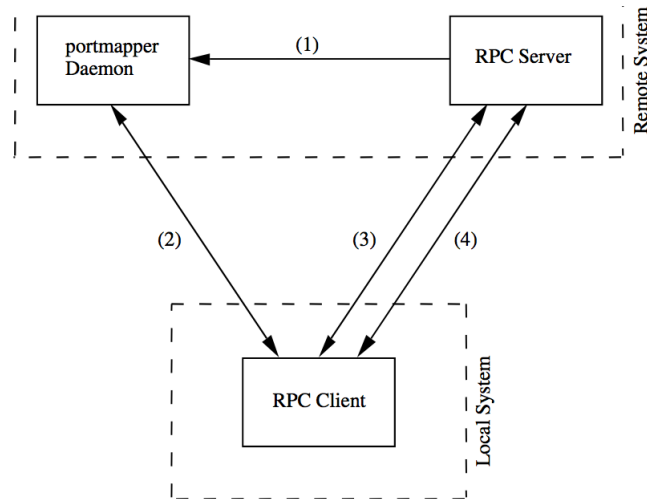 portmapper
Daemon
(1)
RPC Server
Remote System
(2)
(3)
(4)
RPC Client
Local System